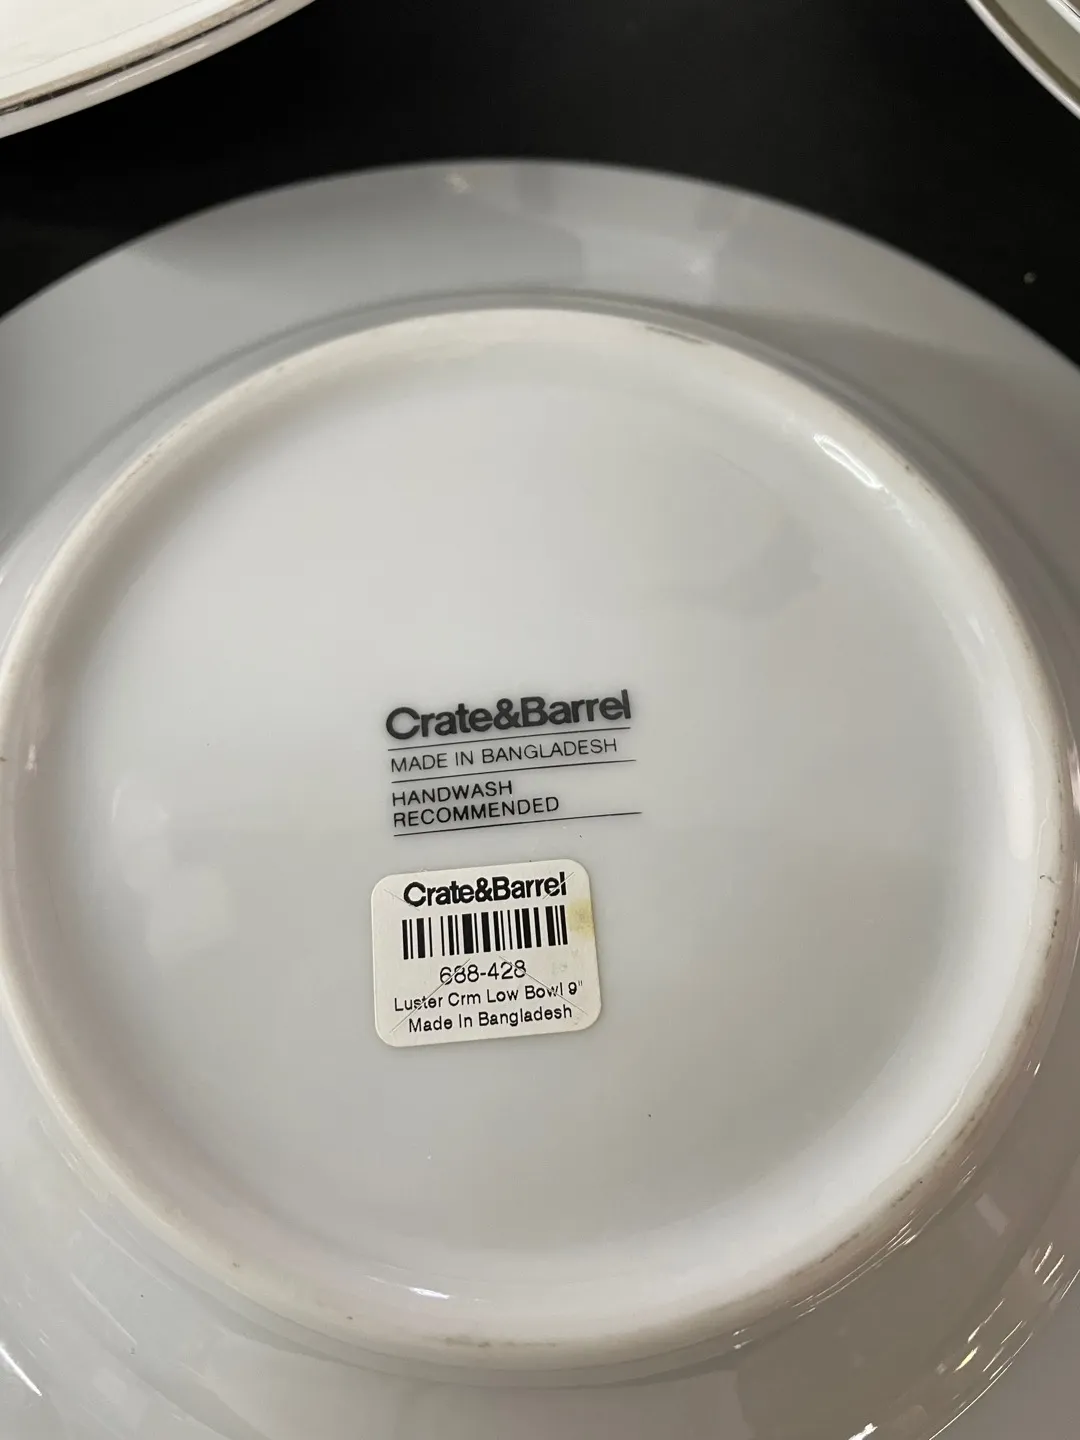 Crate&Barrel
MADE IN BANGLADESH
HANDWASH
RECOMMENDED
Crate&Barrel
688-428
Luster Crm Low Bowl 9"
Made In Bangladesh